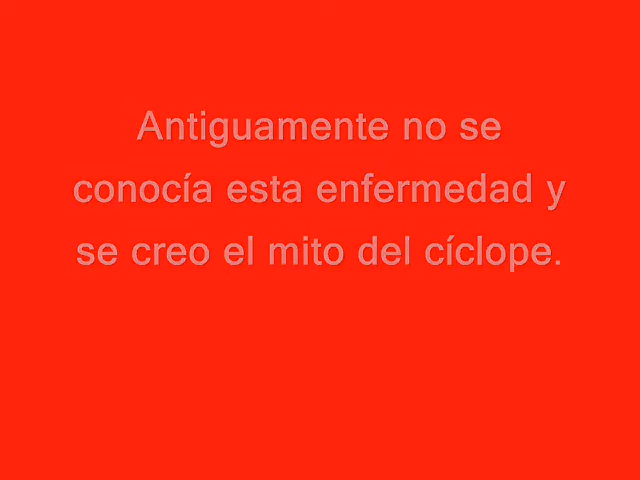 Antiguamente no se
conocía esta enfermedad y
se creo el mito del cíclope.